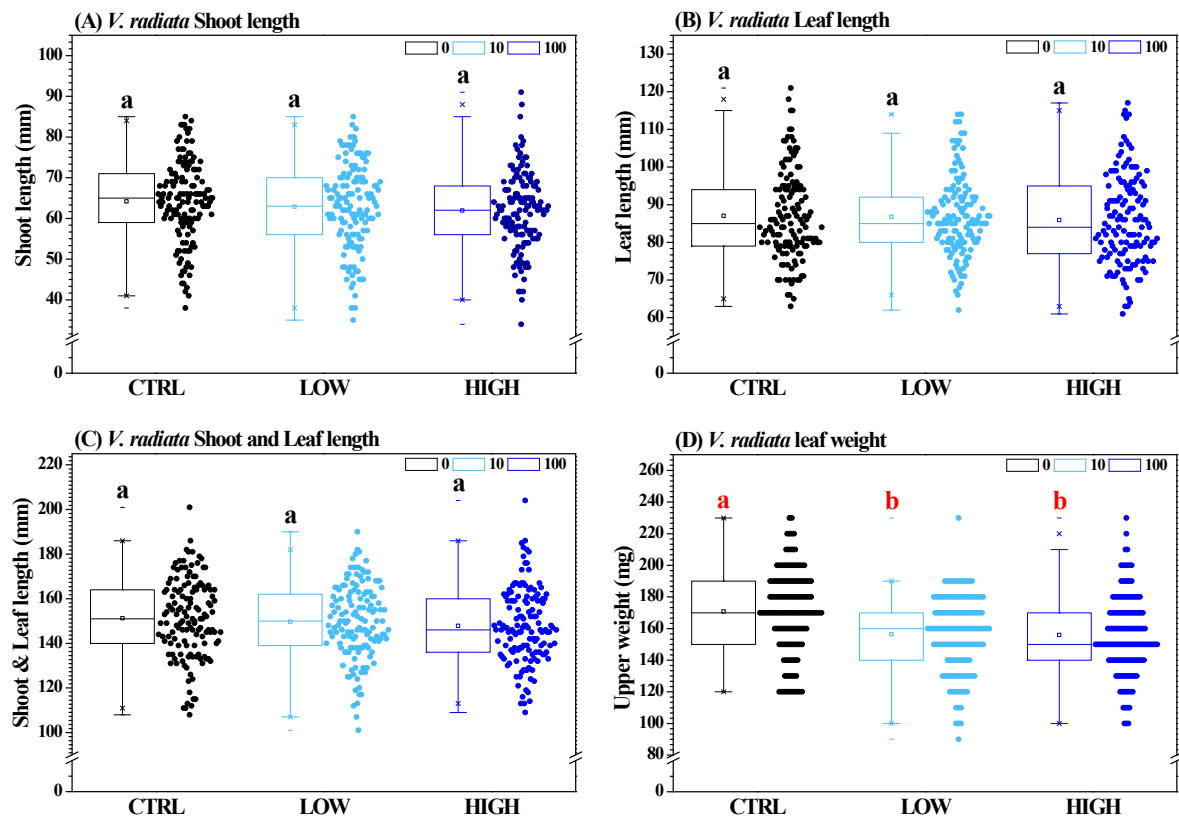 (A) V. radiata Shoot length
0 10 100
Shoot length (mm)
105
100
90
80
70
60
50
40
0
a a a
CTRL LOW HIGH
(B) V. radiata Leaf length
0 10 100
Leaf length (mm)
130
120
110
100
90
80
70
60
0
a a a
CTRL LOW HIGH
(C) V. radiata Shoot and Leaf length
0 10 100
Shoot & Leaf length (mm)
220
200
180
160
140
120
100
0
a a a
CTRL LOW HIGH
(D) V. radiata leaf weight
0 10 100
Upper weight (mg)
260
240
220
200
180
160
140
120
100
80
0
a b b
CTRL LOW HIGH